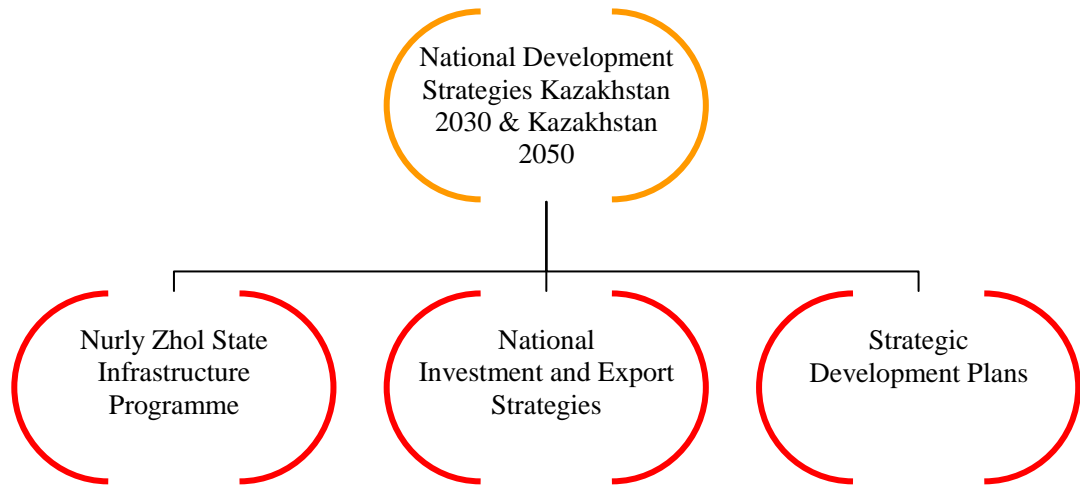 National Development
Strategies Kazakhstan
2030 & Kazakhstan
2050
Nurly Zhol State
Infrastructure
Programme
National
Investment and Export
Strategies
Strategic
Development Plans